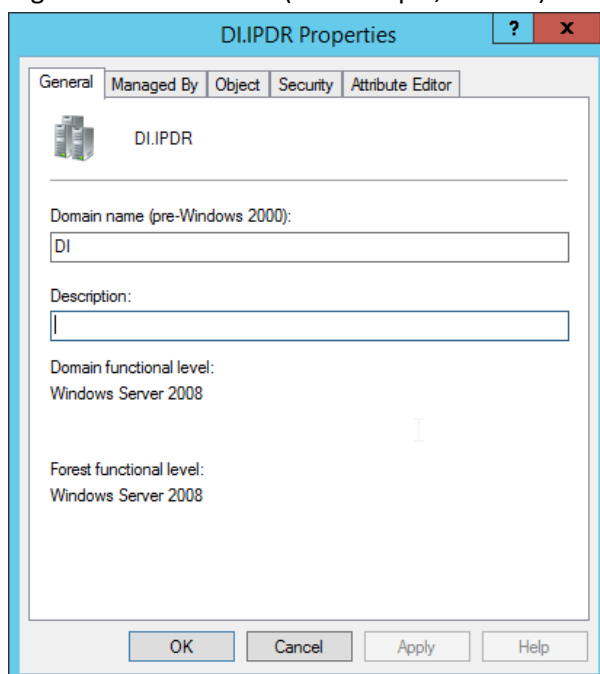 DI.IPDR Properties
? x
General Managed By Object Security Attribute Editor
DI.IPDR
Domain name (pre-Windows 2000):
DI
Description:
Domain functional level:
Windows Server 2008
Forest functional level:
Windows Server 2008
OK Cancel Apply Help